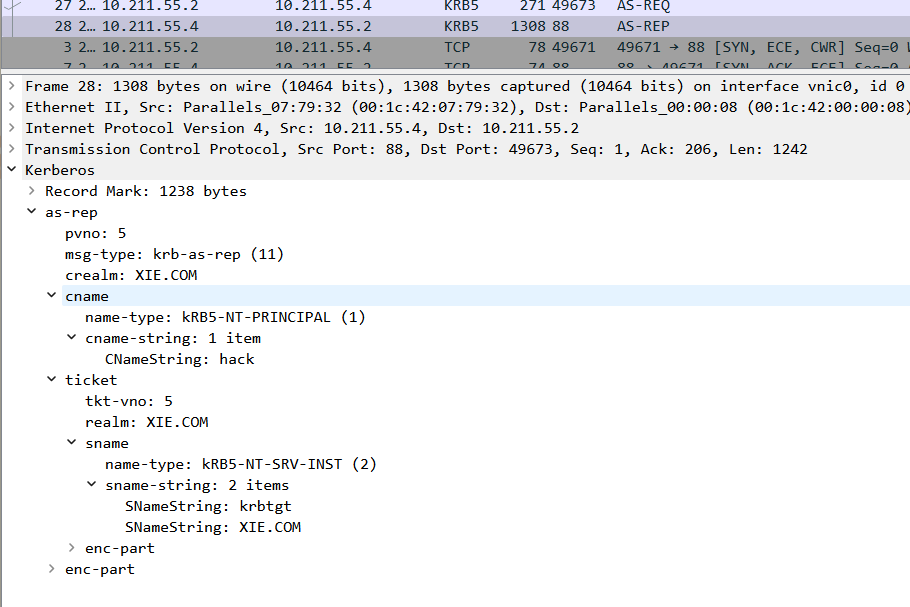 27 2… 10.211.55.2 10.211.55.4 KRB5 271 49673 AS-REQ
28 2… 10.211.55.4 10.211.55.2 KRB5 1308 88 AS-REP
3 2… 10.211.55.2 10.211.55.4 TCP 78 49671 49671 → 88 [SYN, ECE, CWR] Seq=0 W
7 2… 10.211.55.4 10.211.55.2 TCP 74 88 88 → 49671 [SYN, ACK, ECE] Seq=0
Frame 28: 1308 bytes on wire (10464 bits), 1308 bytes captured (10464 bits) on interface vnic0, id 0
Ethernet II, Src: Parallels_07:79:32 (00:1c:42:07:79:32), Dst: Parallels_00:00:08 (00:1c:42:00:00:08)
Internet Protocol Version 4, Src: 10.211.55.4, Dst: 10.211.55.2
Transmission Control Protocol, Src Port: 88, Dst Port: 49673, Seq: 1, Ack: 206, Len: 1242
Kerberos
Record Mark: 1238 bytes
as-rep
pvno: 5
msg-type: krb-as-rep (11)
crealm: XIE.COM
cname
name-type: kRB5-NT-PRINCIPAL (1)
cname-string: 1 item
CNameString: hack
ticket
tkt-vno: 5
realm: XIE.COM
sname
name-type: kRB5-NT-SRV-INST (2)
sname-string: 2 items
SNameString: krbtgt
SNameString: XIE.COM
enc-part
enc-part